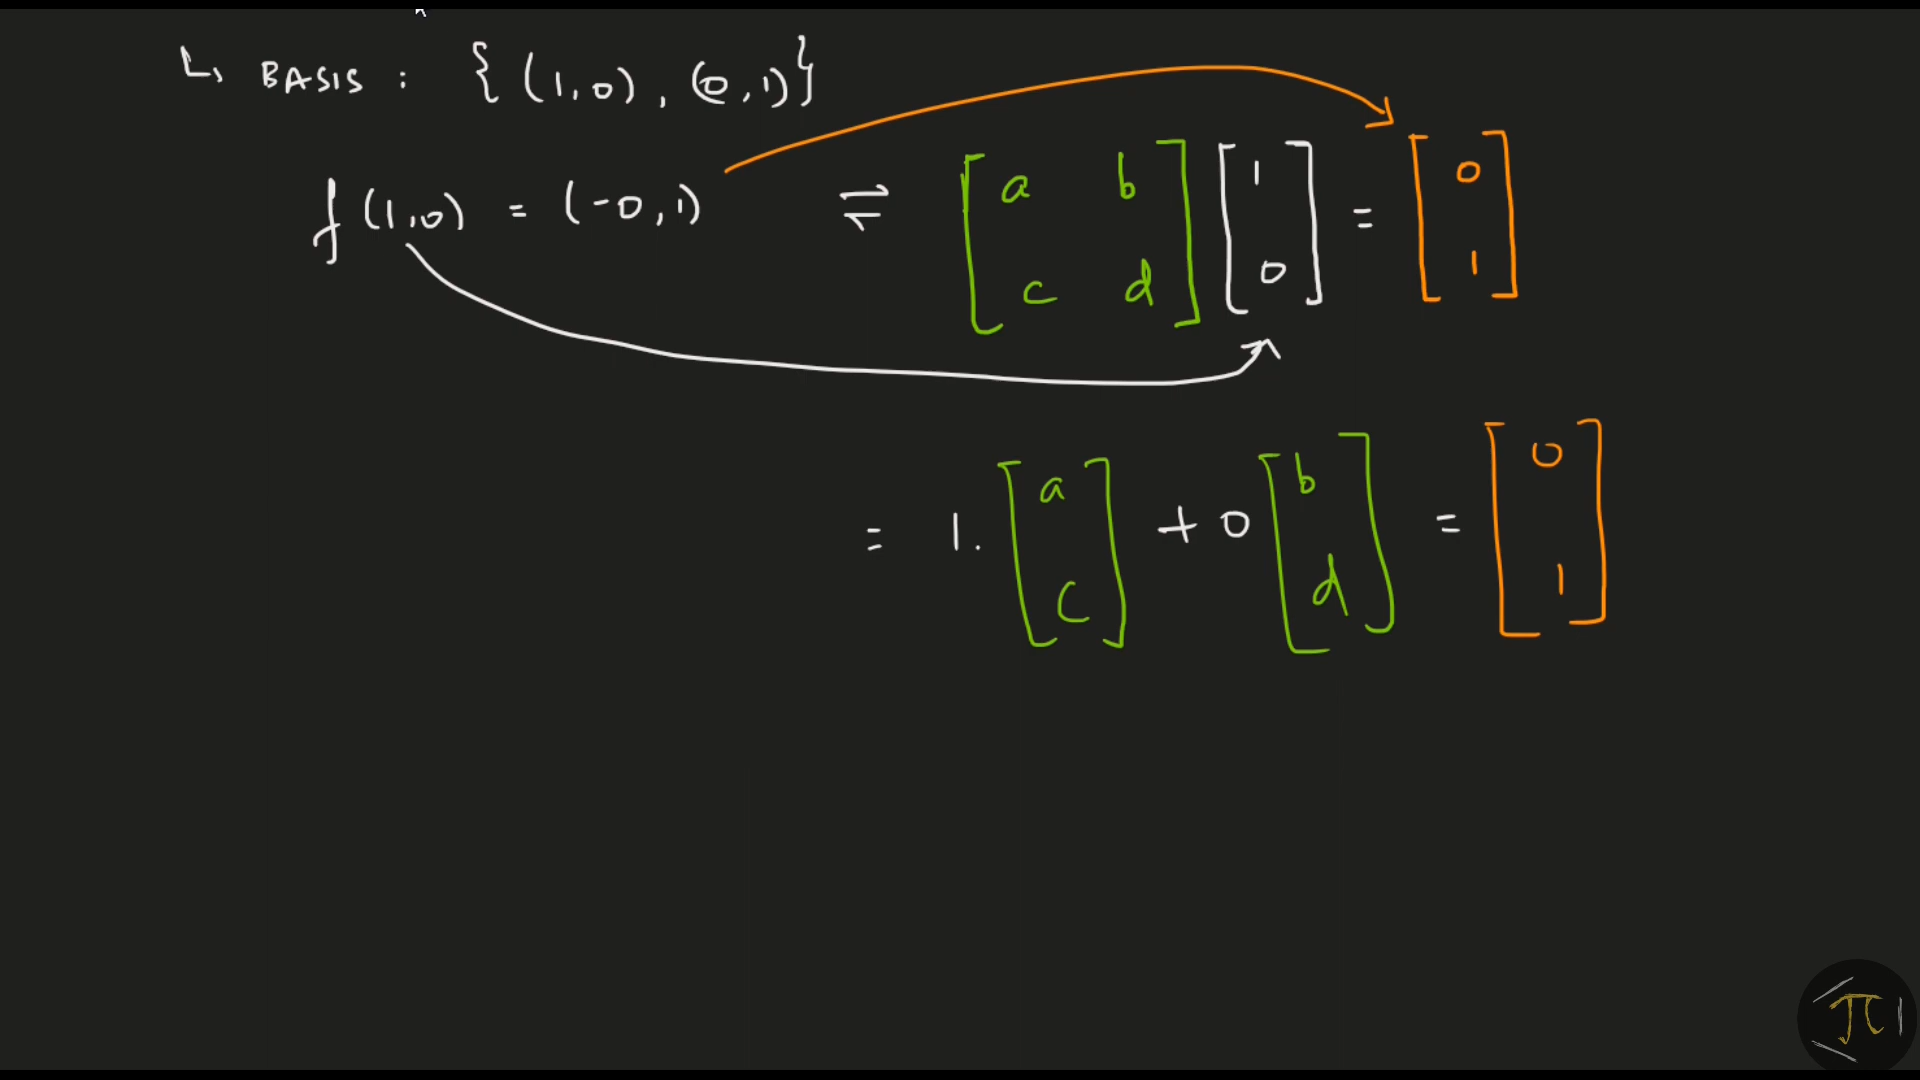 ↳ BASIS : { (1,0), (0,1) }
f(1,0) = (-0,1) ⇌ [a b; c d] [1; 0] = [0; 1]
= 1. [a; c] + 0 [b; d] = [0; 1]
π